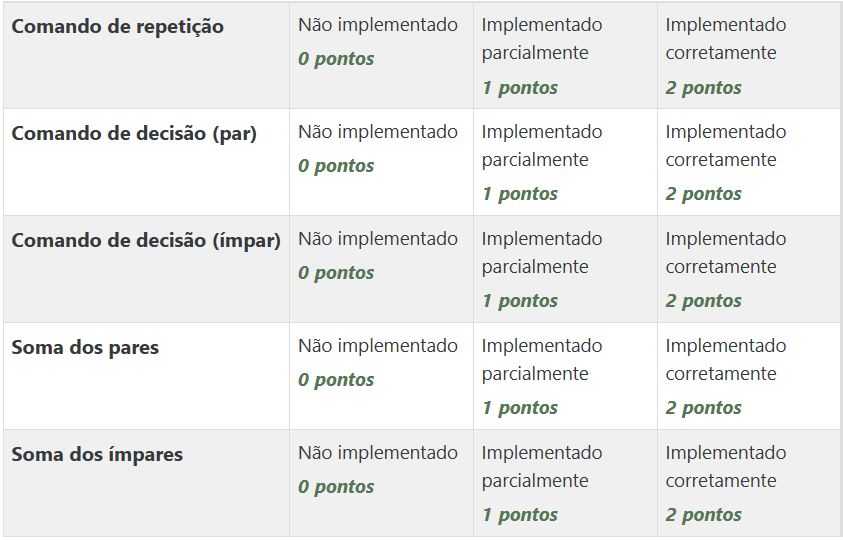 Comando de repetição
Não implementado
0 pontos
Implementado
parcialmente
1 pontos
Implementado
corretamente
2 pontos
Comando de decisão (par)
Não implementado
0 pontos
Implementado
parcialmente
1 pontos
Implementado
corretamente
2 pontos
Comando de decisão (ímpar)
Não implementado
0 pontos
Implementado
parcialmente
1 pontos
Implementado
corretamente
2 pontos
Soma dos pares
Não implementado
0 pontos
Implementado
parcialmente
1 pontos
Implementado
corretamente
2 pontos
Soma dos ímpares
Não implementado
0 pontos
Implementado
parcialmente
1 pontos
Implementado
corretamente
2 pontos